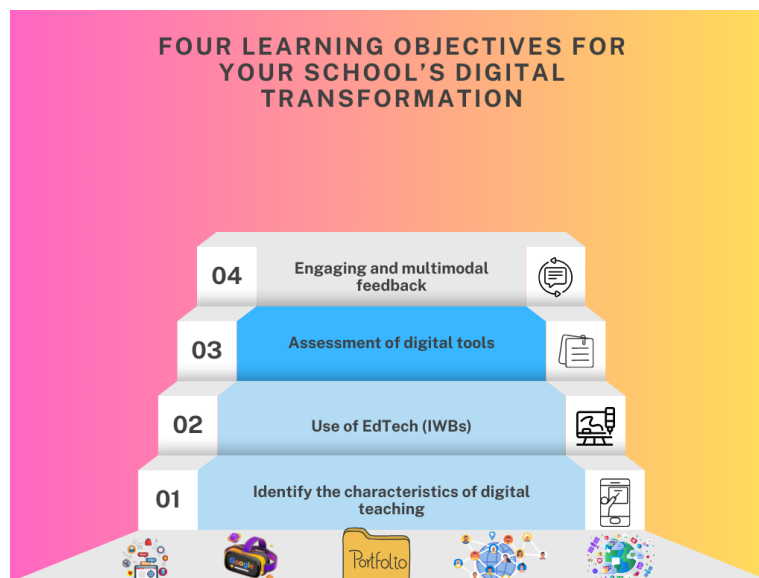 FOUR LEARNING OBJECTIVES FOR
YOUR SCHOOL'S DIGITAL
TRANSFORMATION
04
Engaging and multimodal
feedback
03
Assessment of digital tools
02
Use of EdTech (IWBs)
01
Identify the characteristics of digital
teaching
Google
Portfolio